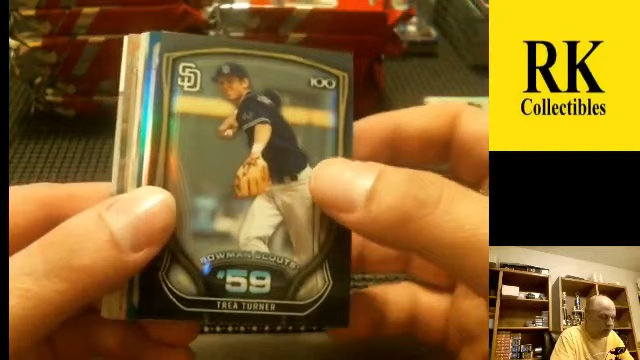 SD
100
BOWMAN SCOUTS'
#59
TREA TURNER
RK
Collectibles